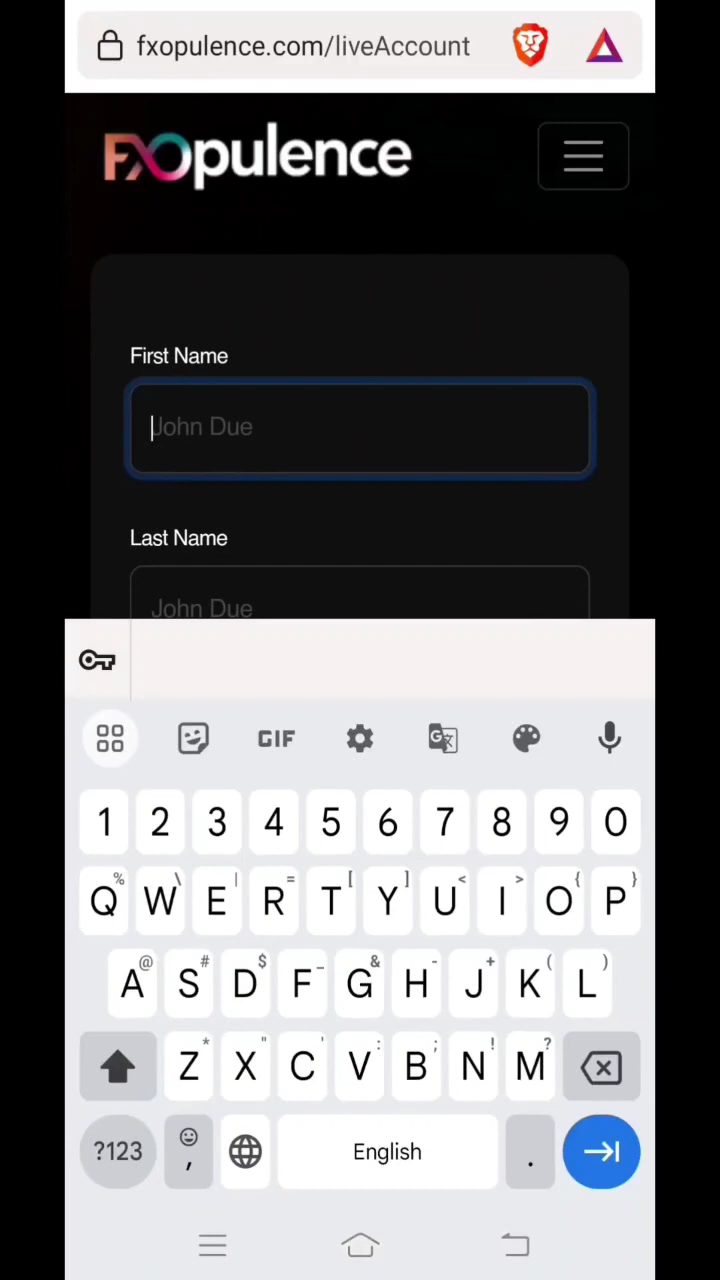 fxopulence.com/liveAccount
FXOpulence
First Name
John Due
Last Name
John Due
GIF
1 2 3 4 5 6 7 8 9 0
% \ | = [ ] < > { }
Q W E R T Y U I O P
@ # $ _ & - + ( )
A S D F G H J K L
* " ' : ; ! ?
Z X C V B N M
?123 , English .